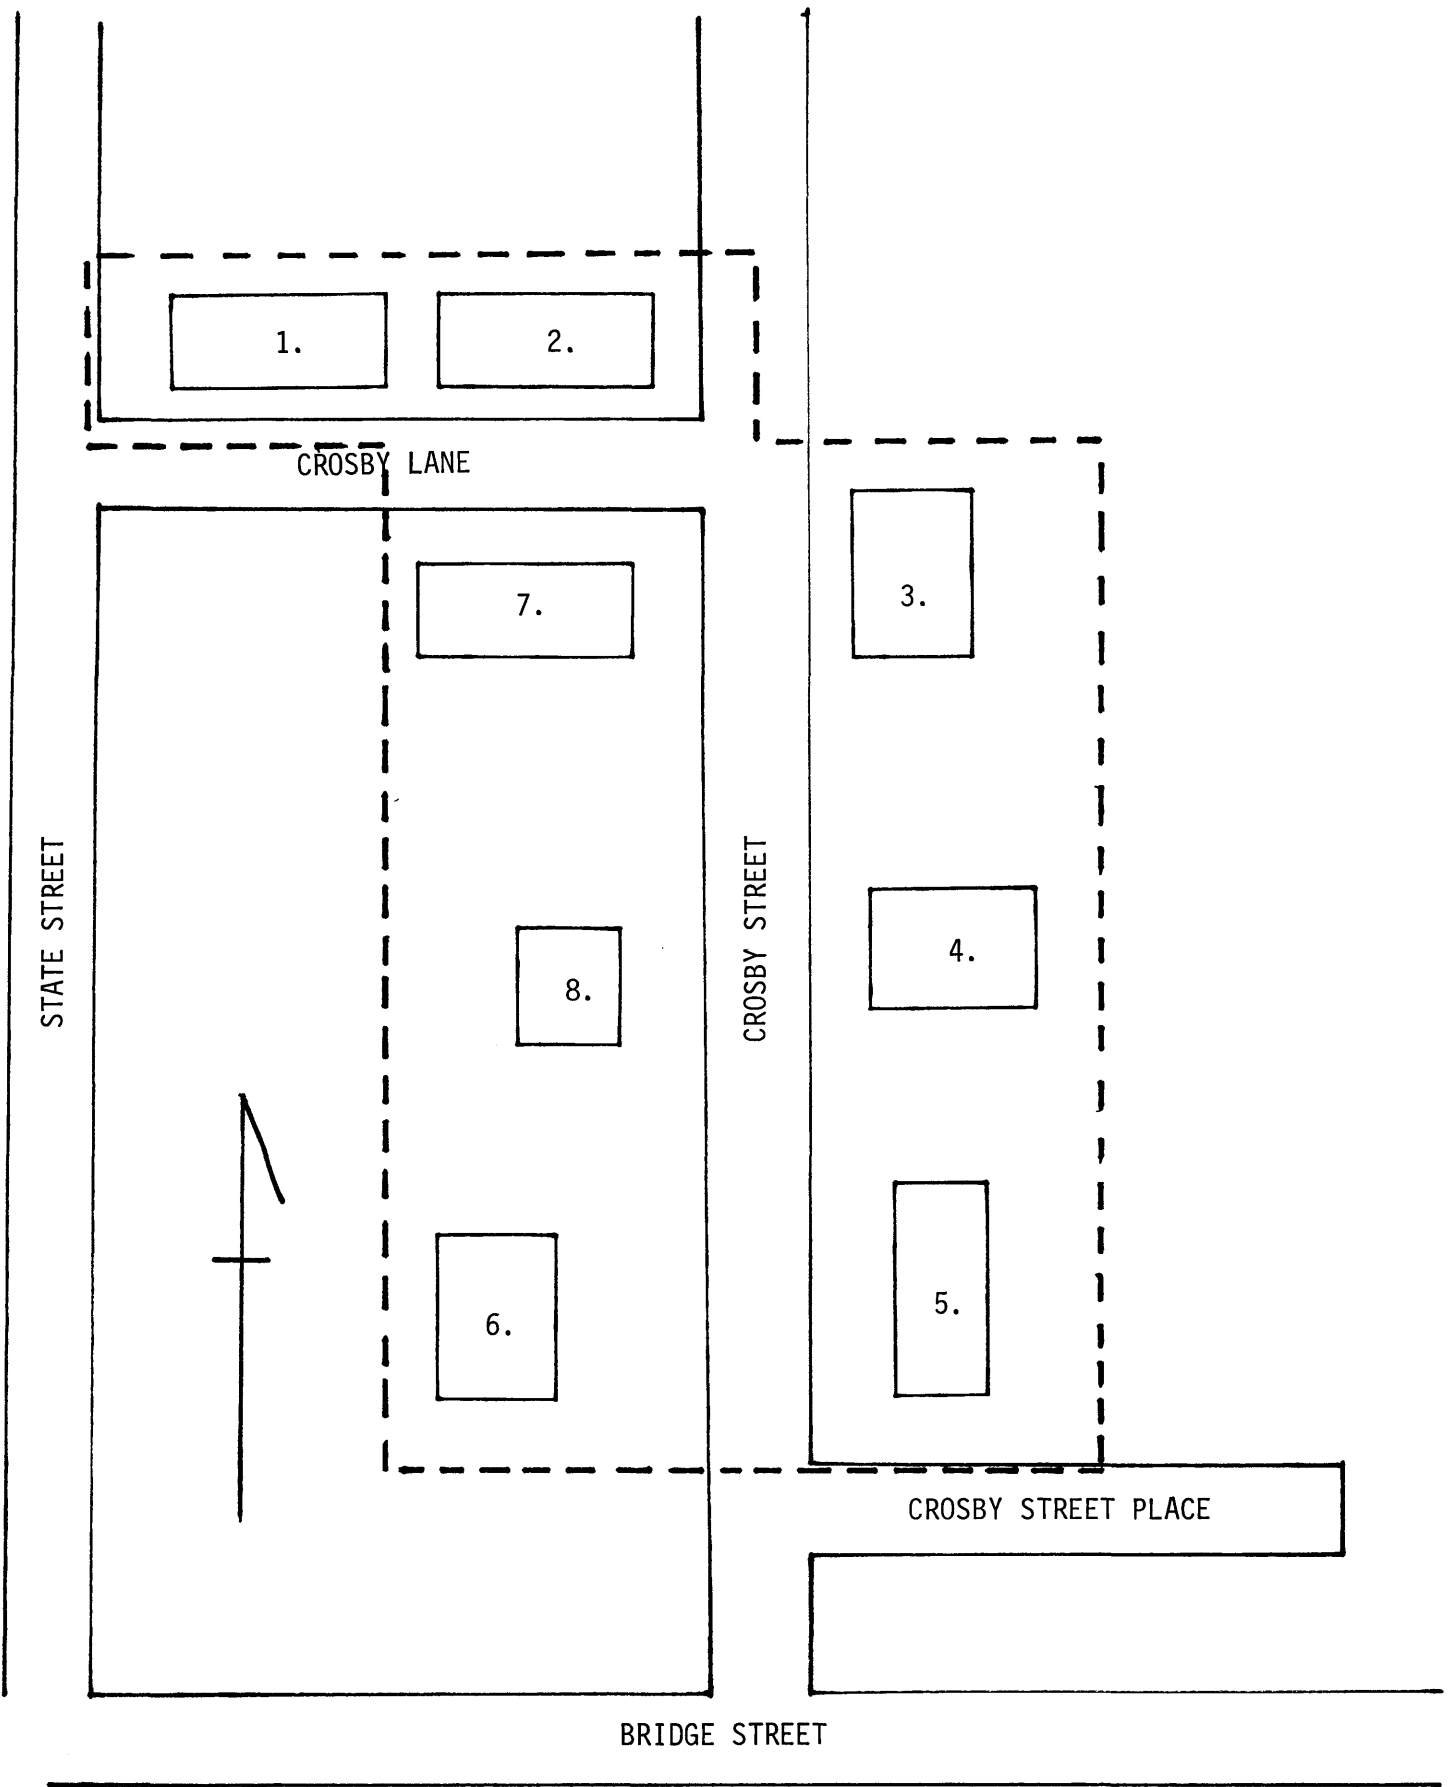 1.
2.
CROSBY LANE
7.
3.
STATE STREET
CROSBY STREET
4.
8.
5.
6.
CROSBY STREET PLACE
BRIDGE STREET